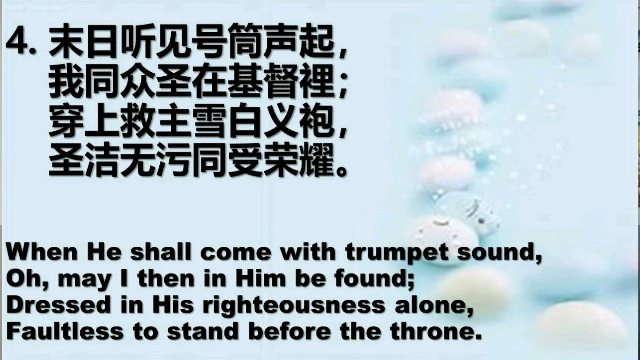 4. 末日听见号筒声起，
我同众圣在基督裡；
穿上救主雪白义袍，
圣洁无污同受荣耀。
When He shall come with trumpet sound,
Oh, may I then in Him be found;
Dressed in His righteousness alone,
Faultless to stand before the throne.